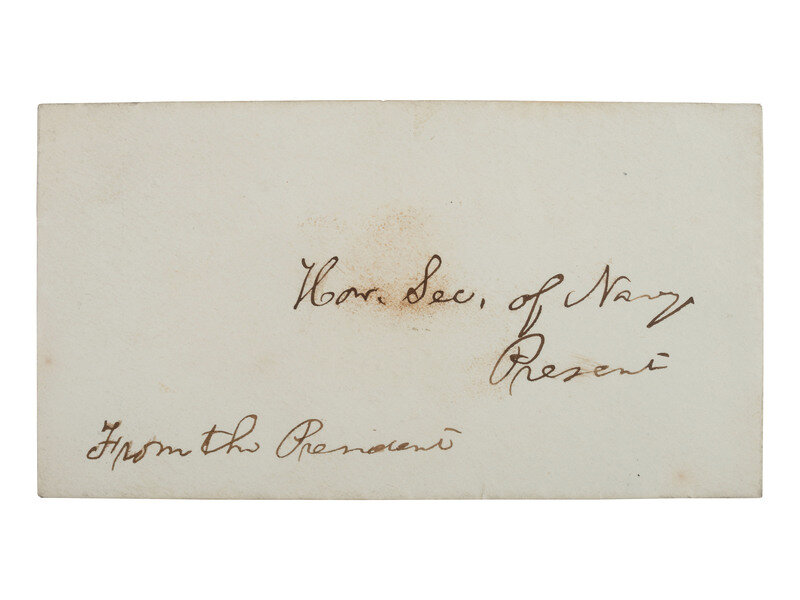 Hon. Sec. of Navy
Present
From the President